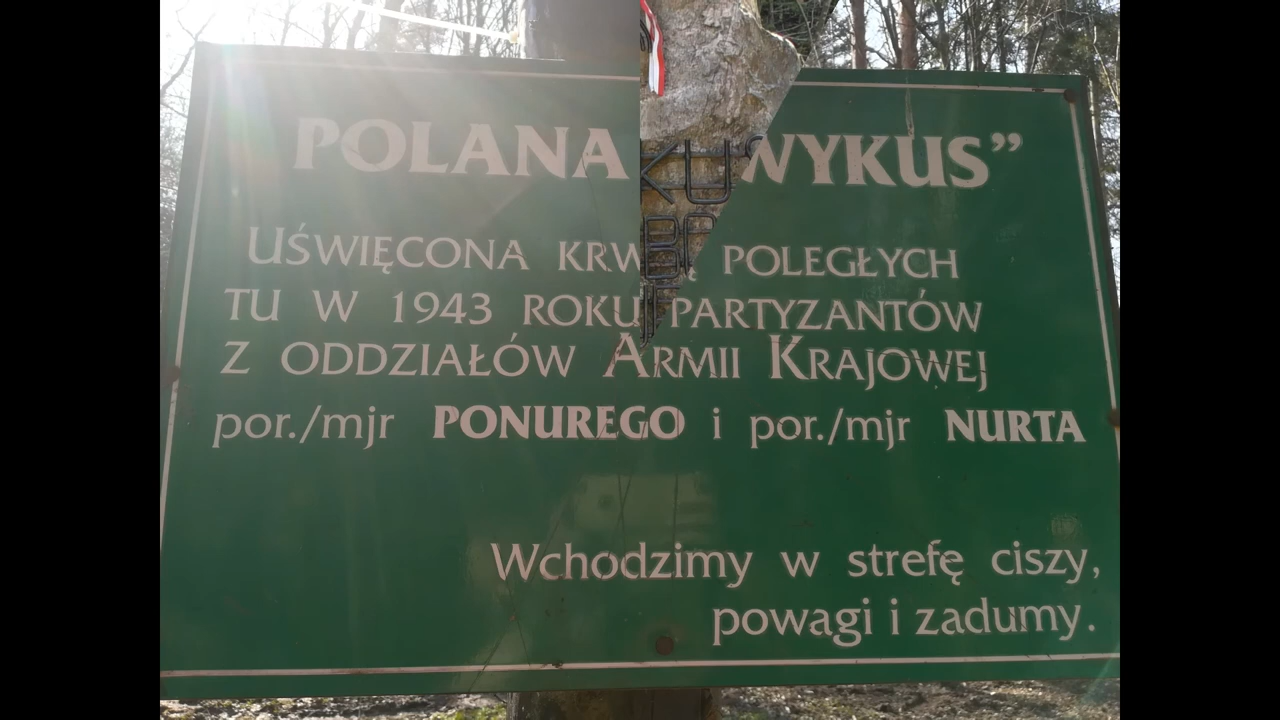 POLANA WYKUS”
UŚWIĘCONA POLEGŁYCH
TU W 1943 ROKU PARTYZANTÓW
Z ODDZIAŁÓW ARMII KRAJOWEJ
por./mjr PONUREGO i por./mjr NURTA
Wchodzimy w strefę ciszy,
powagi i zadumy.